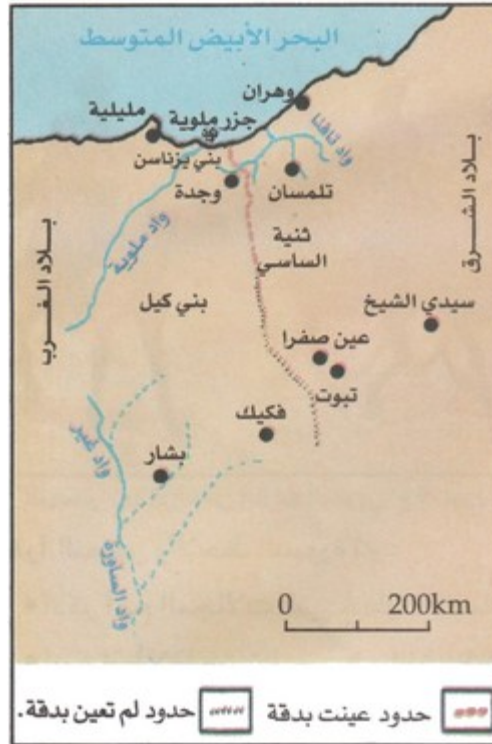 البحر الأبيض المتوسط
وهران
مليلية
جزر ملوية
واد تافنا
بني يزناسن
وجدة
تلمسان
واد ملوية
ثنية
الساسي
بلاد الشرق
بلاد الغرب
بني كيل
سيدي الشيخ
عين صفرا
تبوت
فكيك
بشار
واد غير
واد الساورة
0 200km
حدود عينت بدقة
حدود لم تعين بدقة.